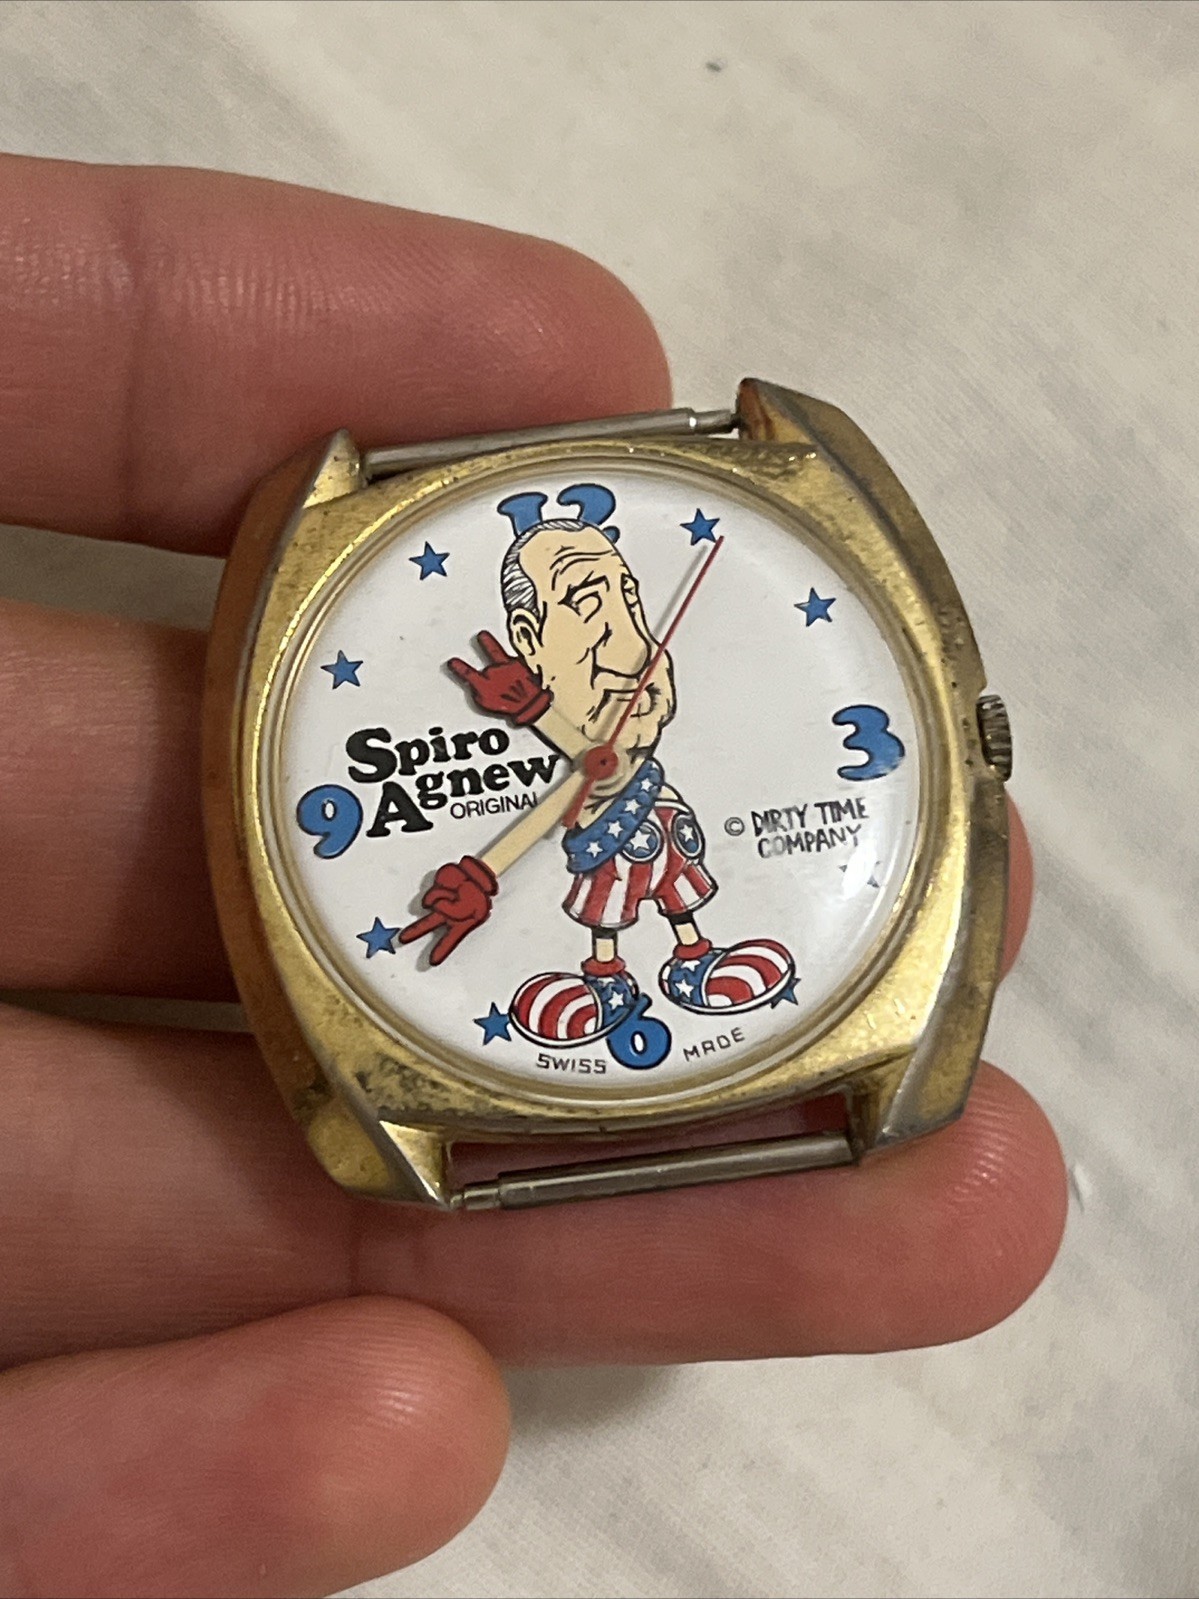 12
Spiro
Agnew
ORIGINAL
9
3
© DIRTY TIME
COMPANY
6
SWISS MADE